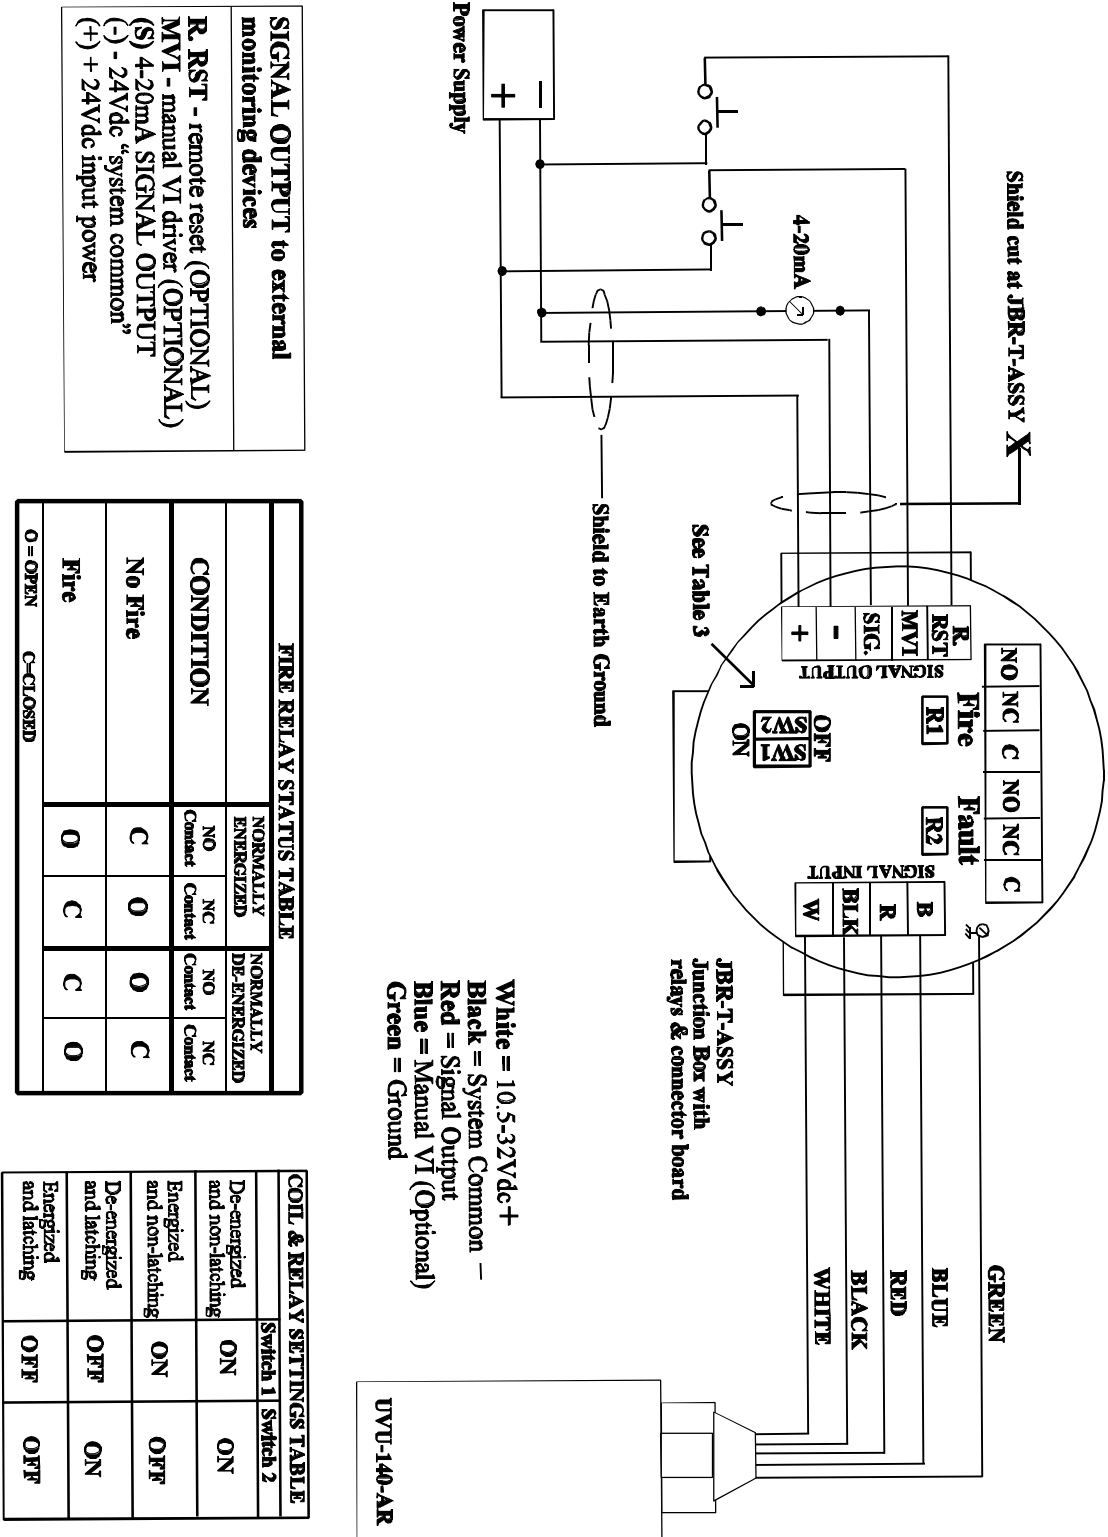 Power Supply
+
−
4-20mA
Shield cut at JBR-T-ASSY X
Shield to Earth Ground
See Table 3
R.
RST
MVI
SIG.
-
+
SIGNAL OUTPUT
NO NC C NO NC C
Fire Fault
R1 R2
OFF
SW2 SW1
ON
SIGNAL INPUT
B
R
BLK
W
JBR-T-ASSY
Junction Box with
relays & connector board
GREEN
BLUE
RED
BLACK
WHITE
UVU-140-AR
White = 10.5-32Vdc+
Black = System Common −
Red = Signal Output
Blue = Manual VI (Optional)
Green = Ground
SIGNAL OUTPUT to external
monitoring devices
R. RST - remote reset (OPTIONAL)
MVI - manual VI driver (OPTIONAL)
(S) 4-20mA SIGNAL OUTPUT
(-) - 24Vdc “system common”
(+) + 24Vdc input power
FIRE RELAY STATUS TABLE
NORMALLY
ENERGIZED
NORMALLY
DE-ENERGIZED
CONDITION
NO
Contact
NC
Contact
NO
Contact
NC
Contact
No Fire C O O C
Fire O C C O
O = OPEN C=CLOSED
COIL & RELAY SETTINGS TABLE
Switch 1 Switch 2
De-energized
and non-latching ON ON
Energized
and non-latching ON OFF
De-energized
and latching OFF ON
Energized
and latching OFF OFF